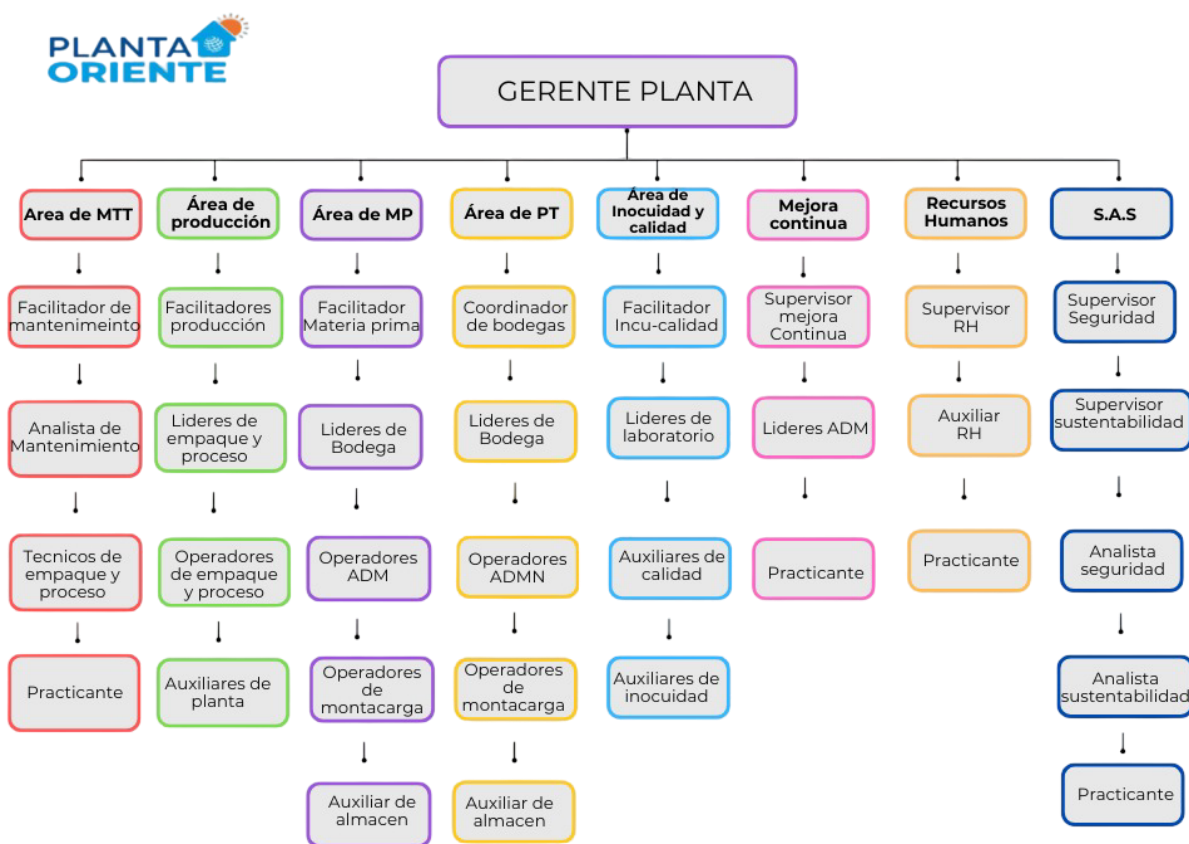 PLANTA
ORIENTE
GERENTE PLANTA
Área de MTT
Área de
producción
Área de MP
Área de PT
Área de
Inocuidad y
calidad
Mejora
continua
Recursos
Humanos
S.A.S
Facilitador de
mantenimeinto
Facilitadores
producción
Facilitador
Materia prima
Coordinador
de bodegas
Facilitador
Incu-calidad
Supervisor
mejora
Continua
Supervisor
RH
Supervisor
Seguridad
Analista de
Mantenimiento
Lideres de
empaque y
proceso
Lideres de
Bodega
Lideres de
Bodega
Lideres de
laboratorio
Lideres ADM
Auxiliar
RH
Supervisor
sustentabilidad
Tecnicos de
empaque y
proceso
Operadores
de empaque
y proceso
Operadores
ADM
Operadores
ADMN
Auxiliares de
calidad
Practicante
Practicante
Analista
seguridad
Practicante
Auxiliares de
planta
Operadores
de
montacarga
Operadores
de
montacarga
Auxiliares de
inocuidad
Analista
sustentabilidad
Auxiliar de
almacen
Auxiliar de
almacen
Practicante